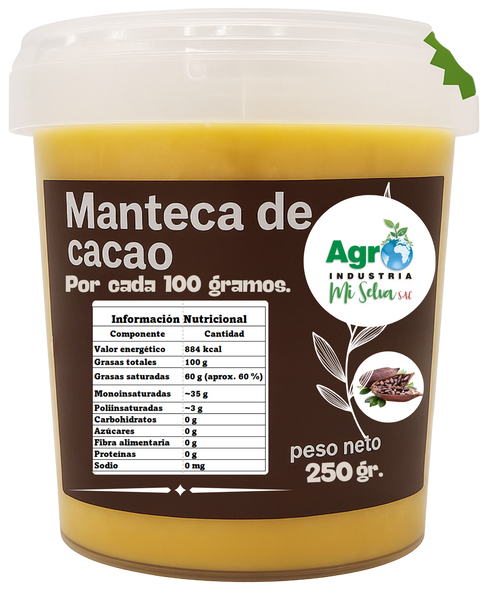 Manteca de
cacao
Por cada 100 gramos.
Agro
INDUSTRIA
Mi Selva SAC
Información Nutricional
Componente Cantidad
Valor energético 884 kcal
Grasas totales 100 g
Grasas saturadas 60 g (aprox. 60 %)
Monoinsaturadas ~35 g
Poliinsaturadas ~3 g
Carbohidratos 0 g
Azúcares 0 g
Fibra alimentaria 0 g
Proteínas 0 g
Sodio 0 mg
peso neto
250 gr.